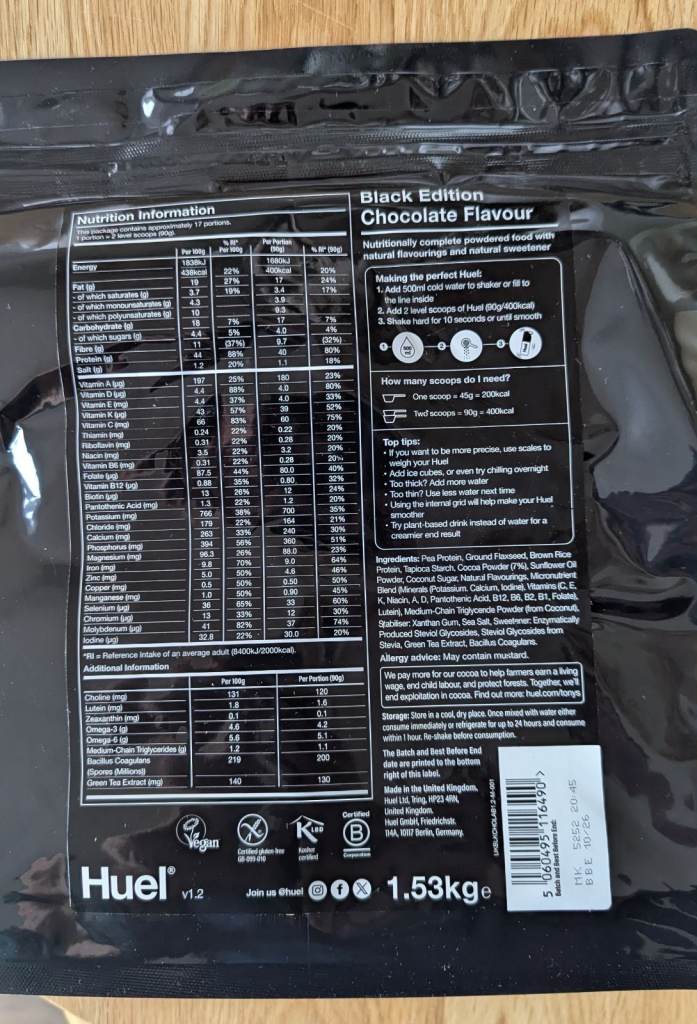 Nutrition Information
This package contains approximately 17 portions.
1 portion = 2 level scoops (90g).
Per 100g % RI* Per 100g Per Portion (90g) % RI* (90g)
Energy 1838kJ 1680kJ
438kcal 22% 400kcal 20%
Fat (g) 19 27% 17 24%
- of which saturates (g) 3.7 19% 3.4 17%
- of which monounsaturates (g) 4.3 3.9
- of which polyunsaturates (g) 10 9.3
Carbohydrate (g) 18 7% 17 7%
- of which sugars (g) 4.4 5% 4.0 4%
Fibre (g) 11 (37%) 9.7 (32%)
Protein (g) 44 88% 40 80%
Salt (g) 1.2 20% 1.1 18%
Vitamin A (µg) 197 25% 180 23%
Vitamin D (µg) 4.4 88% 4.0 80%
Vitamin E (mg) 4.4 37% 4.0 33%
Vitamin K (µg) 43 57% 39 52%
Vitamin C (mg) 66 83% 60 75%
Thiamin (mg) 0.24 22% 0.22 20%
Riboflavin (mg) 0.31 22% 0.28 20%
Niacin (mg) 3.5 22% 3.2 20%
Vitamin B6 (mg) 0.31 22% 0.28 20%
Folate (µg) 87.5 44% 80.0 40%
Vitamin B12 (µg) 0.88 35% 0.80 32%
Biotin (µg) 13 26% 12 24%
Pantothenic Acid (mg) 1.3 22% 1.2 20%
Potassium (mg) 766 38% 700 35%
Chloride (mg) 179 22% 164 21%
Calcium (mg) 263 33% 240 30%
Phosphorus (mg) 394 56% 360 51%
Magnesium (mg) 96.3 26% 88.0 23%
Iron (mg) 9.8 70% 9.0 64%
Zinc (mg) 5.0 50% 4.6 46%
Copper (mg) 0.5 50% 0.50 50%
Manganese (mg) 1.0 50% 0.90 45%
Selenium (µg) 36 65% 33 60%
Chromium (µg) 13 33% 12 30%
Molybdenum (µg) 41 82% 37 74%
Iodine (µg) 32.8 22% 30.0 20%
*RI = Reference Intake of an average adult (8400kJ/2000kcal).
Additional Information
Per 100g Per Portion (90g)
Choline (mg) 131 120
Lutein (mg) 1.8 1.6
Zeaxanthin (mg) 0.1 0.1
Omega-3 (g) 4.6 4.2
Omega-6 (g) 5.6 5.1
Medium-Chain Triglycerides (g) 1.2 1.1
Bacillus Coagulans 219 200
(Spores (Millions))
Green Tea Extract (mg) 140 130
Vegan
Certified gluten-free
GB-099-010
K LBD
Kosher
certified
Certified
B
Corporation
Huel® v1.2
Join us @huel
1.53kg e
Black Edition
Chocolate Flavour
Nutritionally complete powdered food with
natural flavourings and natural sweetener
Making the perfect Huel:
1. Add 500ml cold water to shaker or fill to
the line inside
2. Add 2 level scoops of Huel (90g/400kcal)
3. Shake hard for 10 seconds or until smooth
1 500 ml 2 3
How many scoops do I need?
One scoop = 45g = 200kcal
Two scoops = 90g = 400kcal
Top tips:
• If you want to be more precise, use scales to
weigh your Huel
• Add ice cubes, or even try chilling overnight
• Too thick? Add more water
• Too thin? Use less water next time
• Using the internal grid will help make your Huel
smoother
• Try plant-based drink instead of water for a
creamier end result
Ingredients: Pea Protein, Ground Flaxseed, Brown Rice
Protein, Tapioca Starch, Cocoa Powder (7%), Sunflower Oil
Powder, Coconut Sugar, Natural Flavourings, Micronutrient
Blend (Minerals (Potassium, Calcium, Iodine), Vitamins (C, E,
K, Niacin, A, D, Pantothenic Acid, B12, B6, B2, B1, Folate),
Lutein), Medium-Chain Triglyceride Powder (from Coconut),
Stabiliser: Xanthan Gum, Sea Salt, Sweetener: Enzymatically
Produced Steviol Glycosides, Steviol Glycosides from
Stevia, Green Tea Extract, Bacillus Coagulans.
Allergy advice: May contain mustard.
We pay more for our cocoa to help farmers earn a living
wage, end child labour, and protect forests. Together, we'll
end exploitation in cocoa. Find out more: huel.com/tonys
Storage: Store in a cool, dry place. Once mixed with water either
consume immediately or refrigerate for up to 24 hours and consume
within 1 hour. Re-shake before consumption.
The Batch and Best Before End
date are printed to the bottom
right of this label.
Made in the United Kingdom.
Huel Ltd, Tring, HP23 4RN,
United Kingdom.
Huel GmbH, Friedrichstr.
114A, 10117 Berlin, Germany.
5 060495 116490 >
Batch and Best Before End:
MK 5252 20:45
BBE 10/26